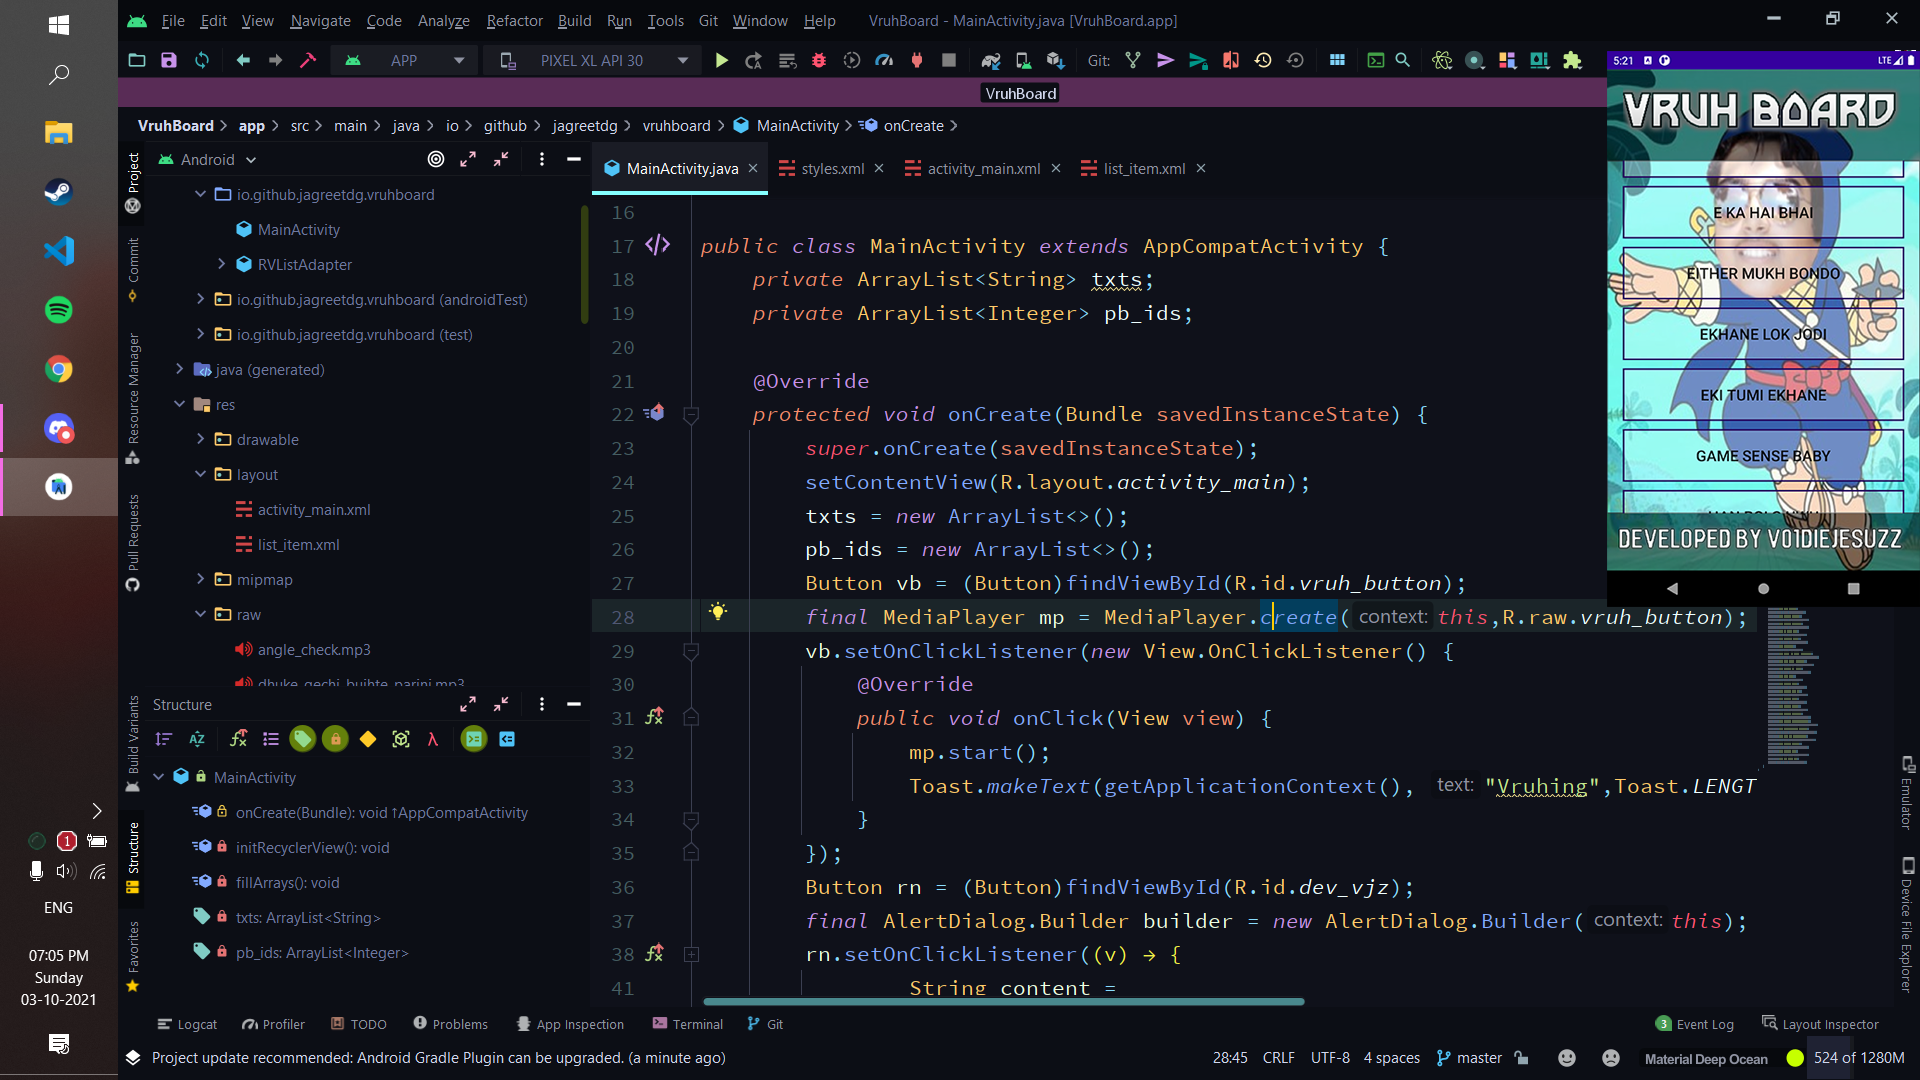 File Edit View Navigate Code Analyze Refactor Build Run Tools Git Window Help VruhBoard - MainActivity.java [VruhBoard.app]
APP PIXEL XL API 30 Git:
VruhBoard
VruhBoard app src main java io github jagreetdg vruhboard MainActivity onCreate
Project
Commit
Resource Manager
Pull Requests
Build Variants
Structure
Favorites
Android
io.github.jagreetdg.vruhboard
MainActivity
RVListAdapter
io.github.jagreetdg.vruhboard (androidTest)
io.github.jagreetdg.vruhboard (test)
java (generated)
res
drawable
layout
activity_main.xml
list_item.xml
mipmap
raw
angle_check.mp3
dhuke_gechi_bujhte_parini.mp3
Structure
MainActivity
onCreate(Bundle): void ↑AppCompatActivity
initRecyclerView(): void
fillArrays(): void
txts: ArrayList<String>
pb_ids: ArrayList<Integer>
MainActivity.java styles.xml activity_main.xml list_item.xml
16
17 public class MainActivity extends AppCompatActivity {
18 private ArrayList<String> txts;
19 private ArrayList<Integer> pb_ids;
20
21 @Override
22 protected void onCreate(Bundle savedInstanceState) {
23 super.onCreate(savedInstanceState);
24 setContentView(R.layout.activity_main);
25 txts = new ArrayList<>();
26 pb_ids = new ArrayList<>();
27 Button vb = (Button)findViewById(R.id.vruh_button);
28 final MediaPlayer mp = MediaPlayer.create( context: this,R.raw.vruh_button);
29 vb.setOnClickListener(new View.OnClickListener() {
30 @Override
31 public void onClick(View view) {
32 mp.start();
33 Toast.makeText(getApplicationContext(), text: "Vruhing",Toast.LENGT
34 }
35 });
36 Button rn = (Button)findViewById(R.id.dev_vjz);
37 final AlertDialog.Builder builder = new AlertDialog.Builder( context: this);
38 rn.setOnClickListener((v) → {
41 String content =
5:21 LTE
VRUH BOARD
E KA HAI BHAI
EITHER MUKH BONDO
EKHANE LOK JODI
EKI TUMI EKHANE
GAME SENSE BABY
DEVELOPED BY VO1DIEJESUZZ
Emulator
Device File Explorer
Logcat Profiler TODO Problems App Inspection Terminal Git 3 Event Log Layout Inspector
Project update recommended: Android Gradle Plugin can be upgraded. (a minute ago) 28:45 CRLF UTF-8 4 spaces master Material Deep Ocean 524 of 1280M
1
ENG
07:05 PM
Sunday
03-10-2021